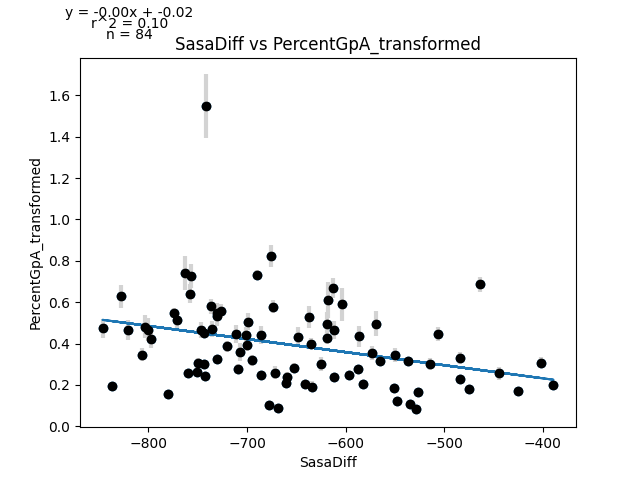 y = -0.00x + -0.02
r^2 = 0.10
n = 84
SasaDiff vs PercentGpA_transformed
PercentGpA_transformed
1.6
1.4
1.2
1.0
0.8
0.6
0.4
0.2
0.0
−800 −700 −600 −500 −400
SasaDiff